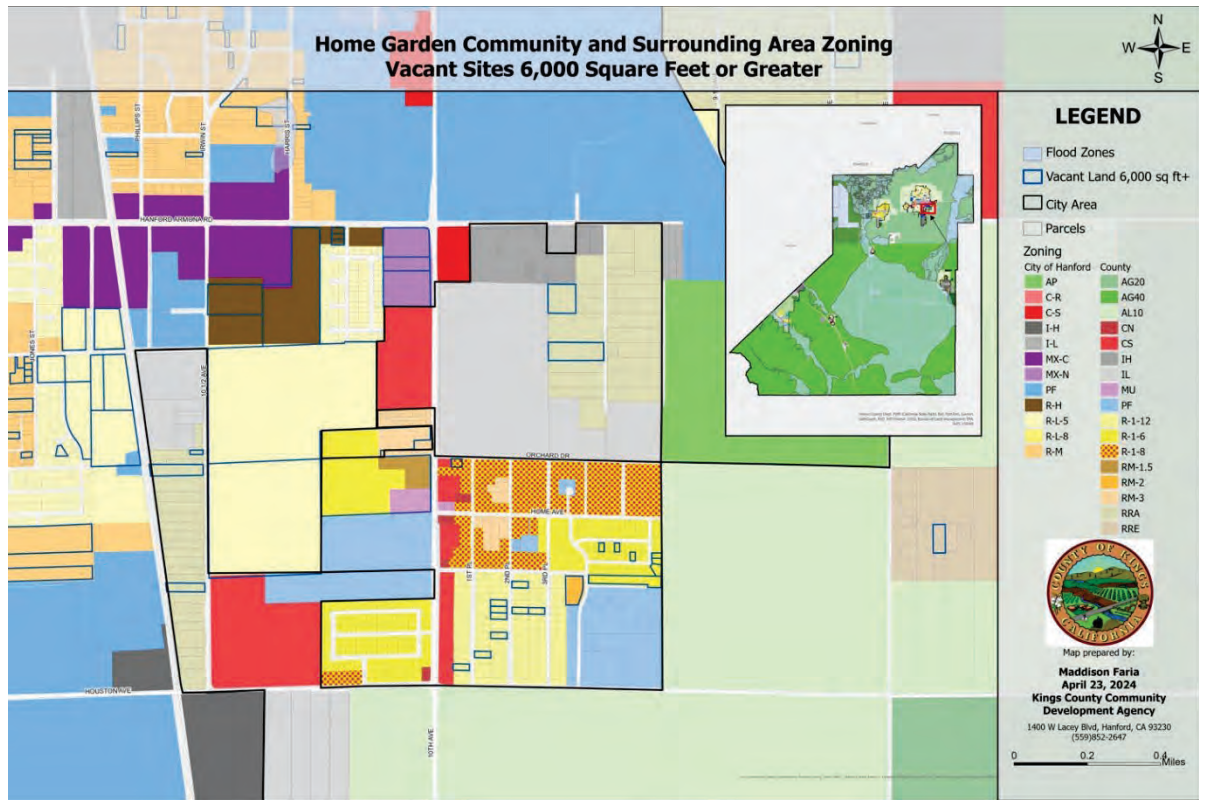 Home Garden Community and Surrounding Area Zoning
Vacant Sites 6,000 Square Feet or Greater
N
W
E
S
LEGEND
Flood Zones
Vacant Land 6,000 sq ft+
City Area
Parcels
Zoning
City of Hanford
AP
C-R
C-S
I-H
I-L
MX-C
MX-N
PF
R-H
R-L-5
R-L-8
R-M
County
AG20
AG40
AL10
CN
CS
IH
IL
MU
PF
R-1-12
R-1-6
R-1-8
RM-1.5
RM-2
RM-3
RRA
RRE
COUNTY OF KINGS
CALIFORNIA
Map prepared by:
Maddison Faria
April 23, 2024
Kings County Community
Development Agency
1400 W Lacey Blvd, Hanford, CA 93230
(559)852-2647
0 0.2 0.4
Miles
PHILLIPS ST
IRWIN ST
HARRIS ST
HANFORD ARMONA RD
JONES ST
10 1/2 AVE
ORCHARD DR
HOME AVE
1ST PL
2ND PL
3RD PL
HOUSTON AVE
10TH AVE